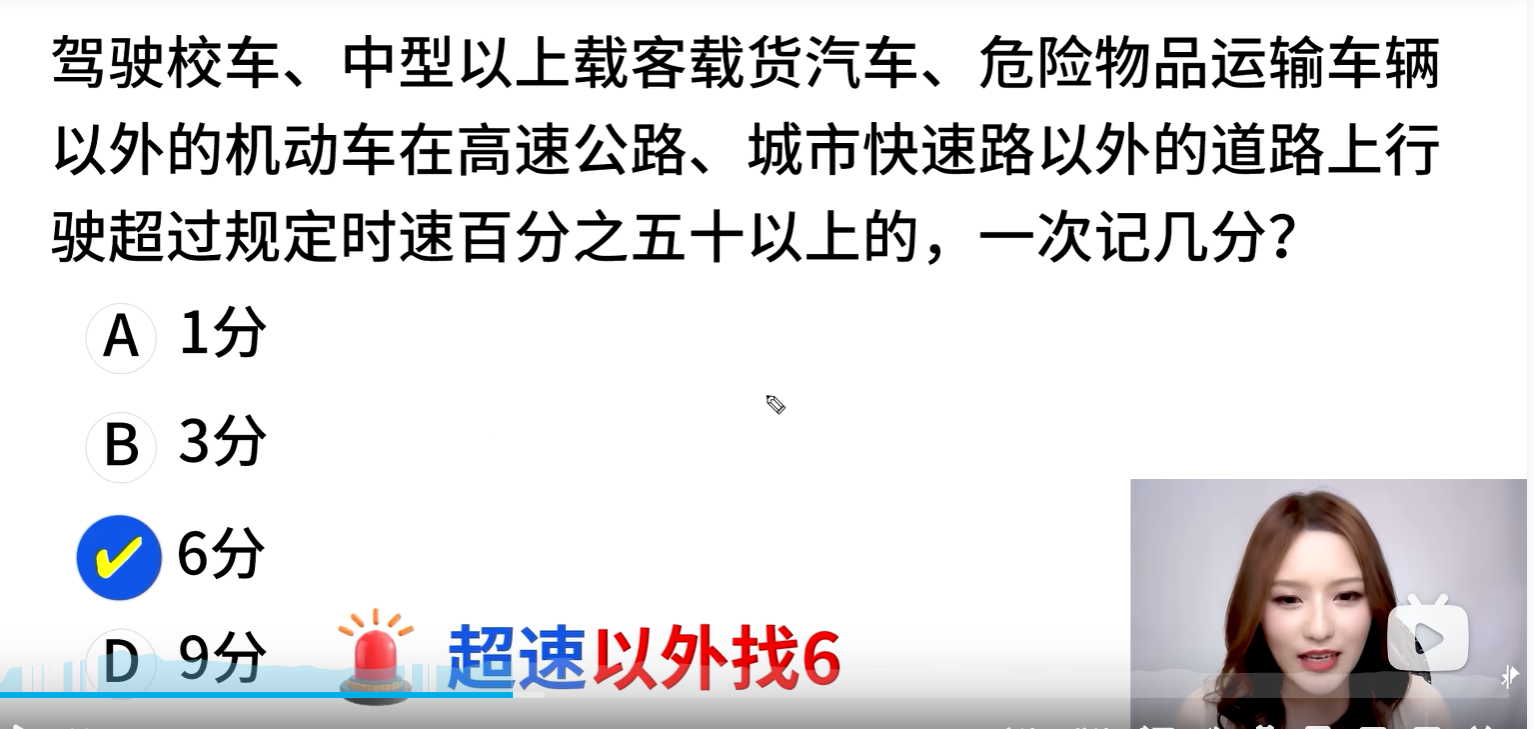 驾驶校车、中型以上载客载货汽车、危险物品运输车辆
以外的机动车在高速公路、城市快速路以外的道路上行
驶超过规定时速百分之五十以上的，一次记几分？
A 1分
B 3分
6分
D 9分
超速以外找6